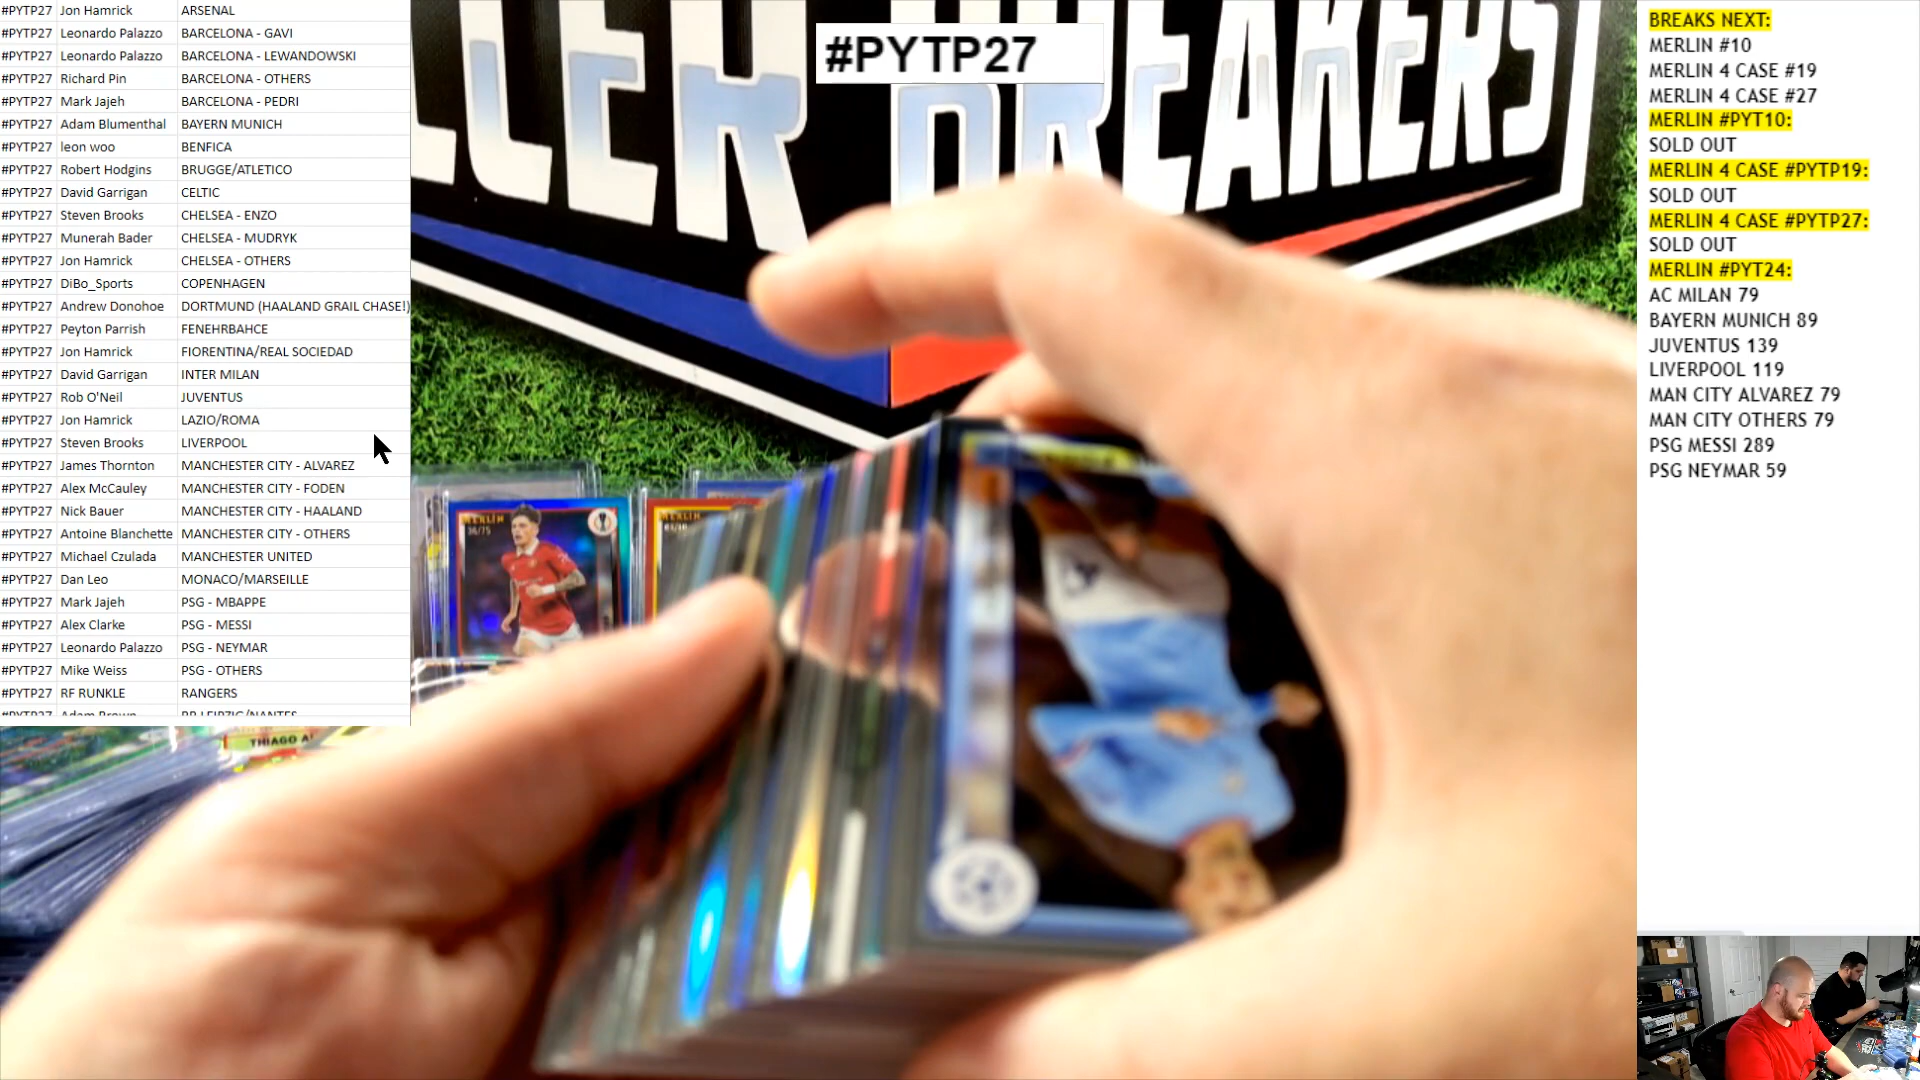 #PYTP27 Jon Hamrick ARSENAL
#PYTP27 Leonardo Palazzo BARCELONA - GAVI
#PYTP27 Leonardo Palazzo BARCELONA - LEWANDOWSKI
#PYTP27 Richard Pin BARCELONA - OTHERS
#PYTP27 Mark Jajeh BARCELONA - PEDRI
#PYTP27 Adam Blumenthal BAYERN MUNICH
#PYTP27 leon woo BENFICA
#PYTP27 Robert Hodgins BRUGGE/ATLETICO
#PYTP27 David Garrigan CELTIC
#PYTP27 Steven Brooks CHELSEA - ENZO
#PYTP27 Munerah Bader CHELSEA - MUDRYK
#PYTP27 Jon Hamrick CHELSEA - OTHERS
#PYTP27 DiBo_Sports COPENHAGEN
#PYTP27 Andrew Donohoe DORTMUND (HAALAND GRAIL CHASE!)
#PYTP27 Peyton Parrish FENEHRBAHCE
#PYTP27 Jon Hamrick FIORENTINA/REAL SOCIEDAD
#PYTP27 David Garrigan INTER MILAN
#PYTP27 Rob O'Neil JUVENTUS
#PYTP27 Jon Hamrick LAZIO/ROMA
#PYTP27 Steven Brooks LIVERPOOL
#PYTP27 James Thornton MANCHESTER CITY - ALVAREZ
#PYTP27 Alex McCauley MANCHESTER CITY - FODEN
#PYTP27 Nick Bauer MANCHESTER CITY - HAALAND
#PYTP27 Antoine Blanchette MANCHESTER CITY - OTHERS
#PYTP27 Michael Czulada MANCHESTER UNITED
#PYTP27 Dan Leo MONACO/MARSEILLE
#PYTP27 Mark Jajeh PSG - MBAPPE
#PYTP27 Alex Clarke PSG - MESSI
#PYTP27 Leonardo Palazzo PSG - NEYMAR
#PYTP27 Mike Weiss PSG - OTHERS
#PYTP27 RF RUNKLE RANGERS
#PYTP27 Adam Brown RB LEIPZIG/NANTES
#PYTP27
BREAKERS
MERLIN
36/75
MERLIN
THIAGO
BREAKS NEXT:
MERLIN #10
MERLIN 4 CASE #19
MERLIN 4 CASE #27
MERLIN #PYT10:
SOLD OUT
MERLIN 4 CASE #PYTP19:
SOLD OUT
MERLIN 4 CASE #PYTP27:
SOLD OUT
MERLIN #PYT24:
AC MILAN 79
BAYERN MUNICH 89
JUVENTUS 139
LIVERPOOL 119
MAN CITY ALVAREZ 79
MAN CITY OTHERS 79
PSG MESSI 289
PSG NEYMAR 59